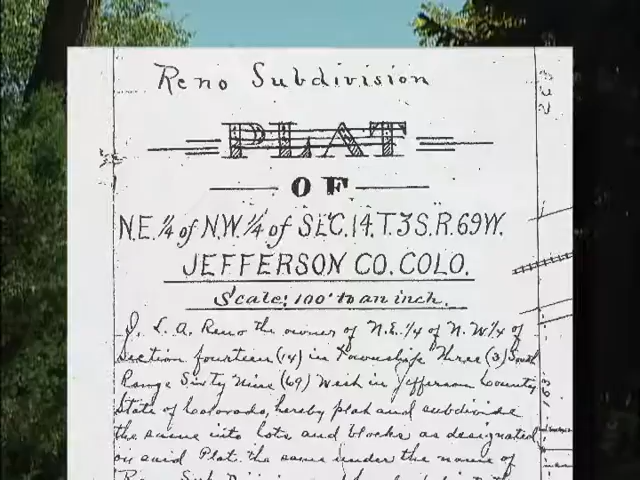 Reno Subdivision
PLAT
OF
N.E. 1/4 of N.W. 1/4 of SEC. 14. T. 3 S. R. 69 W.
JEFFERSON CO. COLO.
Scale: 100' to an inch.
I. L. A. Reno the owner of N.E. 1/4 of N.W 1/4 of
Section fourteen (14) in Township Three (3) South
Range Sixty Nine (69) West in Jefferson County
State of Colorado, hereby plat and subdivide
the same into lots and blocks as designated
on said Plat. the same under the name of
Reno Sub
63'